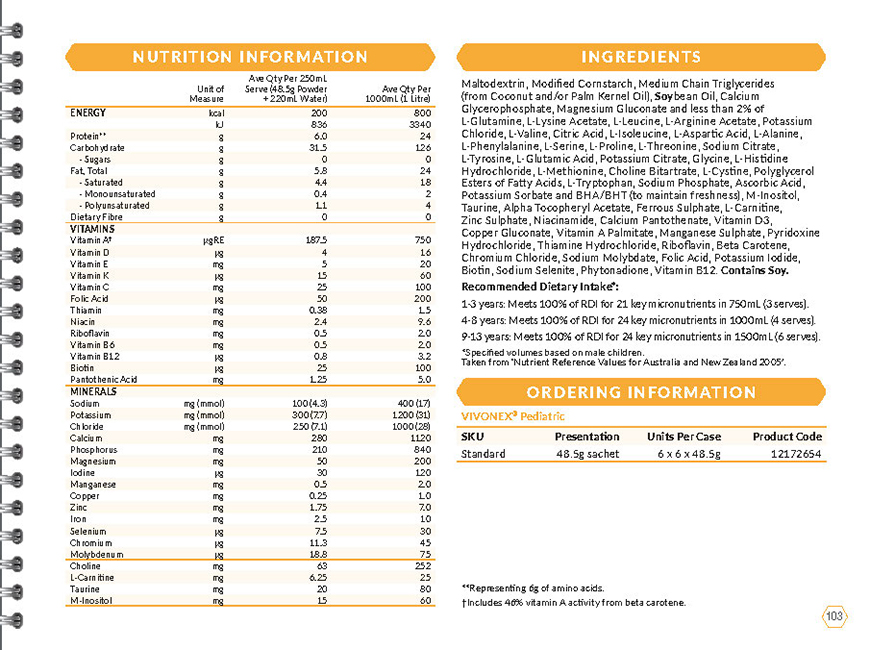 NUTRITION INFORMATION
Unit of Measure Ave Qty Per 250mL Serve (48.5g Powder + 220mL Water) Ave Qty Per 1000mL (1 Litre)
ENERGY kcal 200 800
kJ 836 3340
Protein** g 6.0 24
Carbohydrate g 31.5 126
- Sugars g 0 0
Fat, Total g 5.8 24
- Saturated g 4.4 18
- Monounsaturated g 0.4 2
- Polyunsaturated g 1.1 4
Dietary Fibre g 0 0
VITAMINS
Vitamin A† µgRE 187.5 750
Vitamin D µg 4 16
Vitamin E mg 5 20
Vitamin K µg 15 60
Vitamin C mg 25 100
Folic Acid µg 50 200
Thiamin mg 0.38 1.5
Niacin mg 2.4 9.6
Riboflavin mg 0.5 2.0
Vitamin B6 mg 0.5 2.0
Vitamin B12 µg 0.8 3.2
Biotin µg 25 100
Pantothenic Acid mg 1.25 5.0
MINERALS
Sodium mg (mmol) 100 (4.3) 400 (17)
Potassium mg (mmol) 300 (7.7) 1200 (31)
Chloride mg (mmol) 250 (7.1) 1000 (28)
Calcium mg 280 1120
Phosphorus mg 210 840
Magnesium mg 50 200
Iodine µg 30 120
Manganese mg 0.5 2.0
Copper mg 0.25 1.0
Zinc mg 1.75 7.0
Iron mg 2.5 10
Selenium µg 7.5 30
Chromium µg 11.3 45
Molybdenum µg 18.8 75
Choline mg 63 252
L-Carnitine mg 6.25 25
Taurine mg 20 80
M-Inositol mg 15 60
INGREDIENTS
Maltodextrin, Modified Cornstarch, Medium Chain Triglycerides
(from Coconut and/or Palm Kernel Oil), Soybean Oil, Calcium
Glycerophosphate, Magnesium Gluconate and less than 2% of
L-Glutamine, L-Lysine Acetate, L-Leucine, L-Arginine Acetate, Potassium
Chloride, L-Valine, Citric Acid, L-Isoleucine, L-Aspartic Acid, L-Alanine,
L-Phenylalanine, L-Serine, L-Proline, L-Threonine, Sodium Citrate,
L-Tyrosine, L-Glutamic Acid, Potassium Citrate, Glycine, L-Histidine
Hydrochloride, L-Methionine, Choline Bitartrate, L-Cystine, Polyglycerol
Esters of Fatty Acids, L-Tryptophan, Sodium Phosphate, Ascorbic Acid,
Potassium Sorbate and BHA/BHT (to maintain freshness), M-Inositol,
Taurine, Alpha Tocopheryl Acetate, Ferrous Sulphate, L-Carnitine,
Zinc Sulphate, Niacinamide, Calcium Pantothenate, Vitamin D3,
Copper Gluconate, Vitamin A Palmitate, Manganese Sulphate, Pyridoxine
Hydrochloride, Thiamine Hydrochloride, Riboflavin, Beta Carotene,
Chromium Chloride, Sodium Molybdate, Folic Acid, Potassium Iodide,
Biotin, Sodium Selenite, Phytonadione, Vitamin B12. Contains Soy.
Recommended Dietary Intake*:
1-3 years: Meets 100% of RDI for 21 key micronutrients in 750mL (3 serves).
4-8 years: Meets 100% of RDI for 24 key micronutrients in 1000mL (4 serves).
9-13 years: Meets 100% of RDI for 24 key micronutrients in 1500mL (6 serves).
*Specified volumes based on male children.
Taken from 'Nutrient Reference Values for Australia and New Zealand 2005'.
ORDERING INFORMATION
VIVONEX® Pediatric
SKU Presentation Units Per Case Product Code
Standard 48.5g sachet 6 x 6 x 48.5g 12172654
**Representing 6g of amino acids.
†Includes 46% vitamin A activity from beta carotene.
103